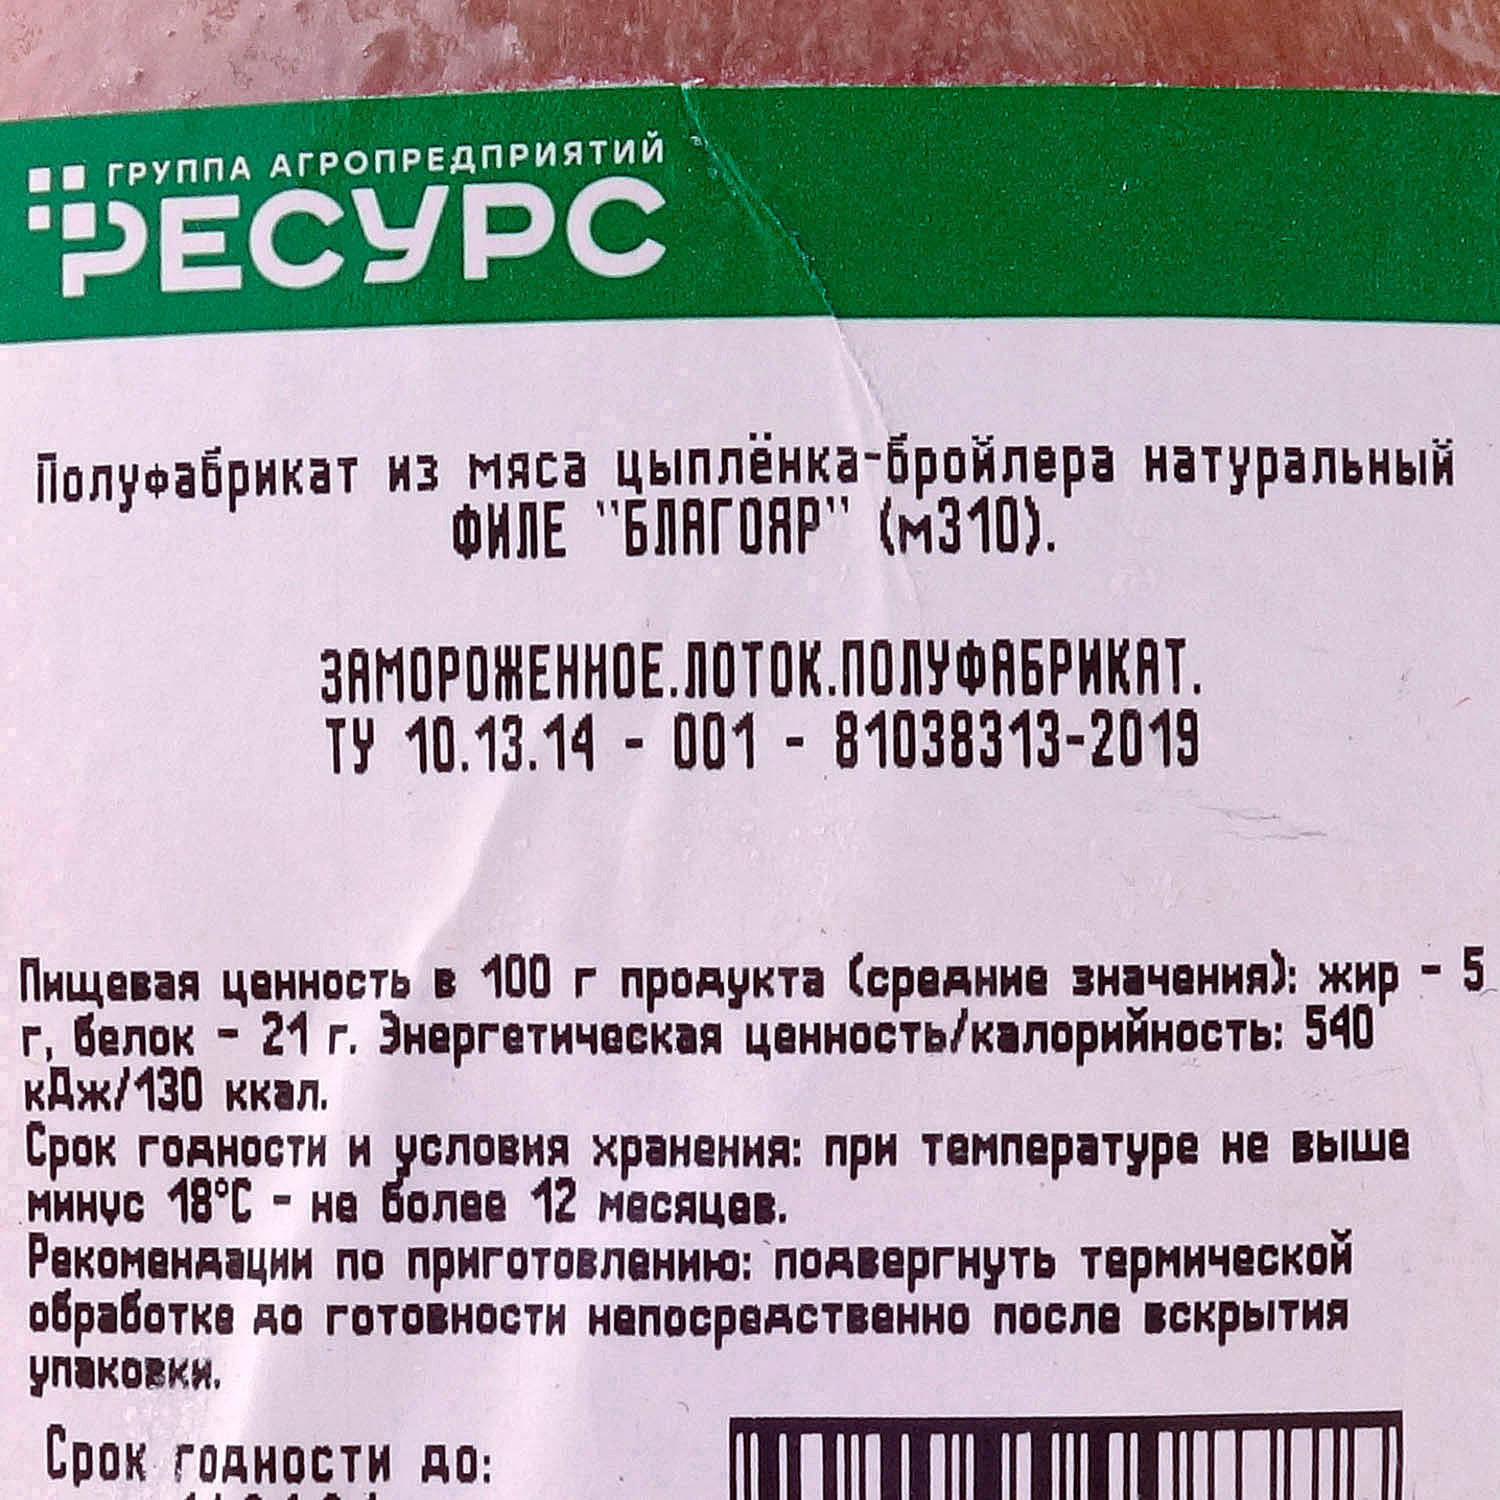 ГРУППА АГРОПРЕДПРИЯТИЙ
РЕСУРС
Полуфабрикат из мяса цыплёнка-бройлера натуральный
ФИЛЕ "БЛАГОЯР" (м310).
ЗАМОРОЖЕННОЕ.ЛОТОК.ПОЛУФАБРИКАТ.
ТУ 10.13.14 - 001 - 81038313-2019
Пищевая ценность в 100 г продукта (средние значения): жир - 5
г, белок - 21 г. Энергетическая ценность/калорийность: 540
кДж/130 ккал.
Срок годности и условия хранения: при температуре не выше
минус 18°С - не более 12 месяцев.
Рекомендации по приготовлению: подвергнуть термической
обработке до готовности непосредственно после вскрытия
упаковки.
Срок годности до: